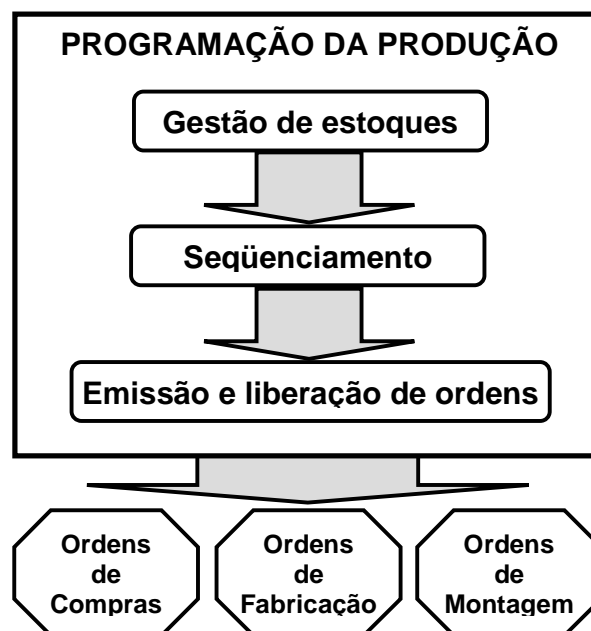 PROGRAMAÇÃO DA PRODUÇÃO
Gestão de estoques
Seqüenciamento
Emissão e liberação de ordens
Ordens
de
Compras
Ordens
de
Fabricação
Ordens
de
Montagem